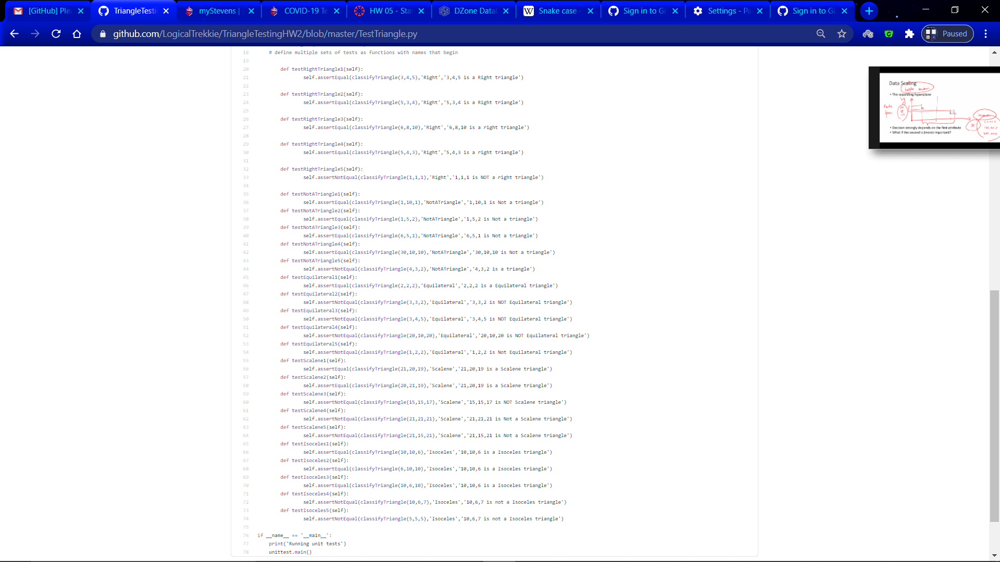 [GitHub] Plea
TriangleTesti
myStevens |
COVID-19 Te
HW 05 - Stat
DZone Datab
Snake case -
Sign in to Gi
Settings - Pa
Sign in to Gi
github.com/LogicalTrekkie/TriangleTestingHW2/blob/master/TestTriangle.py
Paused
18 # define multiple sets of tests as functions with names that begin
19
20 def testRightTriangle1(self):
21 self.assertEqual(classifyTriangle(3,4,5),'Right','3,4,5 is a Right triangle')
22
23 def testRightTriangle2(self):
24 self.assertEqual(classifyTriangle(5,3,4),'Right','5,3,4 is a Right triangle')
25
26 def testRightTriangle3(self):
27 self.assertEqual(classifyTriangle(6,8,10),'Right','6,8,10 is a right triangle')
28
29 def testRightTriangle4(self):
30 self.assertEqual(classifyTriangle(5,4,3),'Right','5,4,3 is a right triangle')
31
32 def testRightTriangle5(self):
33 self.assertNotEqual(classifyTriangle(1,1,1),'Right','1,1,1 is NOT a right triangle')
34
35 def testNotATriangle1(self):
36 self.assertEqual(classifyTriangle(1,10,1),'NotATriangle','1,10,1 is Not a triangle')
37 def testNotATriangle2(self):
38 self.assertEqual(classifyTriangle(1,5,2),'NotATriangle','1,5,2 is Not a triangle')
39 def testNotATriangle3(self):
40 self.assertEqual(classifyTriangle(6,5,1),'NotATriangle','6,5,1 is Not a triangle')
41 def testNotATriangle4(self):
42 self.assertEqual(classifyTriangle(30,10,10),'NotATriangle','30,10,10 is Not a triangle')
43 def testNotATriangle5(self):
44 self.assertNotEqual(classifyTriangle(4,3,2),'NotATriangle','4,3,2 is a triangle')
45 def testEquilateral1(self):
46 self.assertEqual(classifyTriangle(2,2,2),'Equilateral','2,2,2 is a Equilateral triangle')
47 def testEquilateral2(self):
48 self.assertNotEqual(classifyTriangle(3,3,2),'Equilateral','3,3,2 is NOT Equilateral triangle')
49 def testEquilateral3(self):
50 self.assertNotEqual(classifyTriangle(3,4,5),'Equilateral','3,4,5 is NOT Equilateral triangle')
51 def testEquilateral4(self):
52 self.assertNotEqual(classifyTriangle(20,10,20),'Equilateral','20,10,20 is NOT Equilateral triangle')
53 def testEquilateral5(self):
54 self.assertNotEqual(classifyTriangle(1,2,2),'Equilateral','1,2,2 is Not Equilateral triangle')
55 def testScalene1(self):
56 self.assertEqual(classifyTriangle(21,20,19),'Scalene','21,20,19 is a Scalene triangle')
57 def testScalene2(self):
58 self.assertEqual(classifyTriangle(20,21,19),'Scalene','21,20,19 is a Scalene triangle')
59 def testScalene3(self):
60 self.assertNotEqual(classifyTriangle(15,15,17),'Scalene','15,15,17 is NOT Scalene triangle')
61 def testScalene4(self):
62 self.assertNotEqual(classifyTriangle(21,21,21),'Scalene','21,21,21 is Not a Scalene triangle')
63 def testScalene5(self):
64 self.assertNotEqual(classifyTriangle(21,15,21),'Scalene','21,15,21 is Not a Scalene triangle')
65 def testIsoceles1(self):
66 self.assertEqual(classifyTriangle(10,10,6),'Isoceles','10,10,6 is a Isoceles triangle')
67 def testIsoceles2(self):
68 self.assertEqual(classifyTriangle(6,10,10),'Isoceles','10,10,6 is a Isoceles triangle')
69 def testIsoceles3(self):
70 self.assertEqual(classifyTriangle(10,6,10),'Isoceles','10,10,6 is a Isoceles triangle')
71 def testIsoceles4(self):
72 self.assertNotEqual(classifyTriangle(10,6,7),'Isoceles','10,6,7 is not a Isoceles triangle')
73 def testIsoceles5(self):
74 self.assertNotEqual(classifyTriangle(5,5,5),'Isoceles','10,6,7 is not a Isoceles triangle')
75
76 if __name__ == '__main__':
77 print('Running unit tests')
78 unittest.main()
Data Scaling
• The separating hyperplane
x
• Decision strongly depends on the first attribute
• What if the second is (more) important?